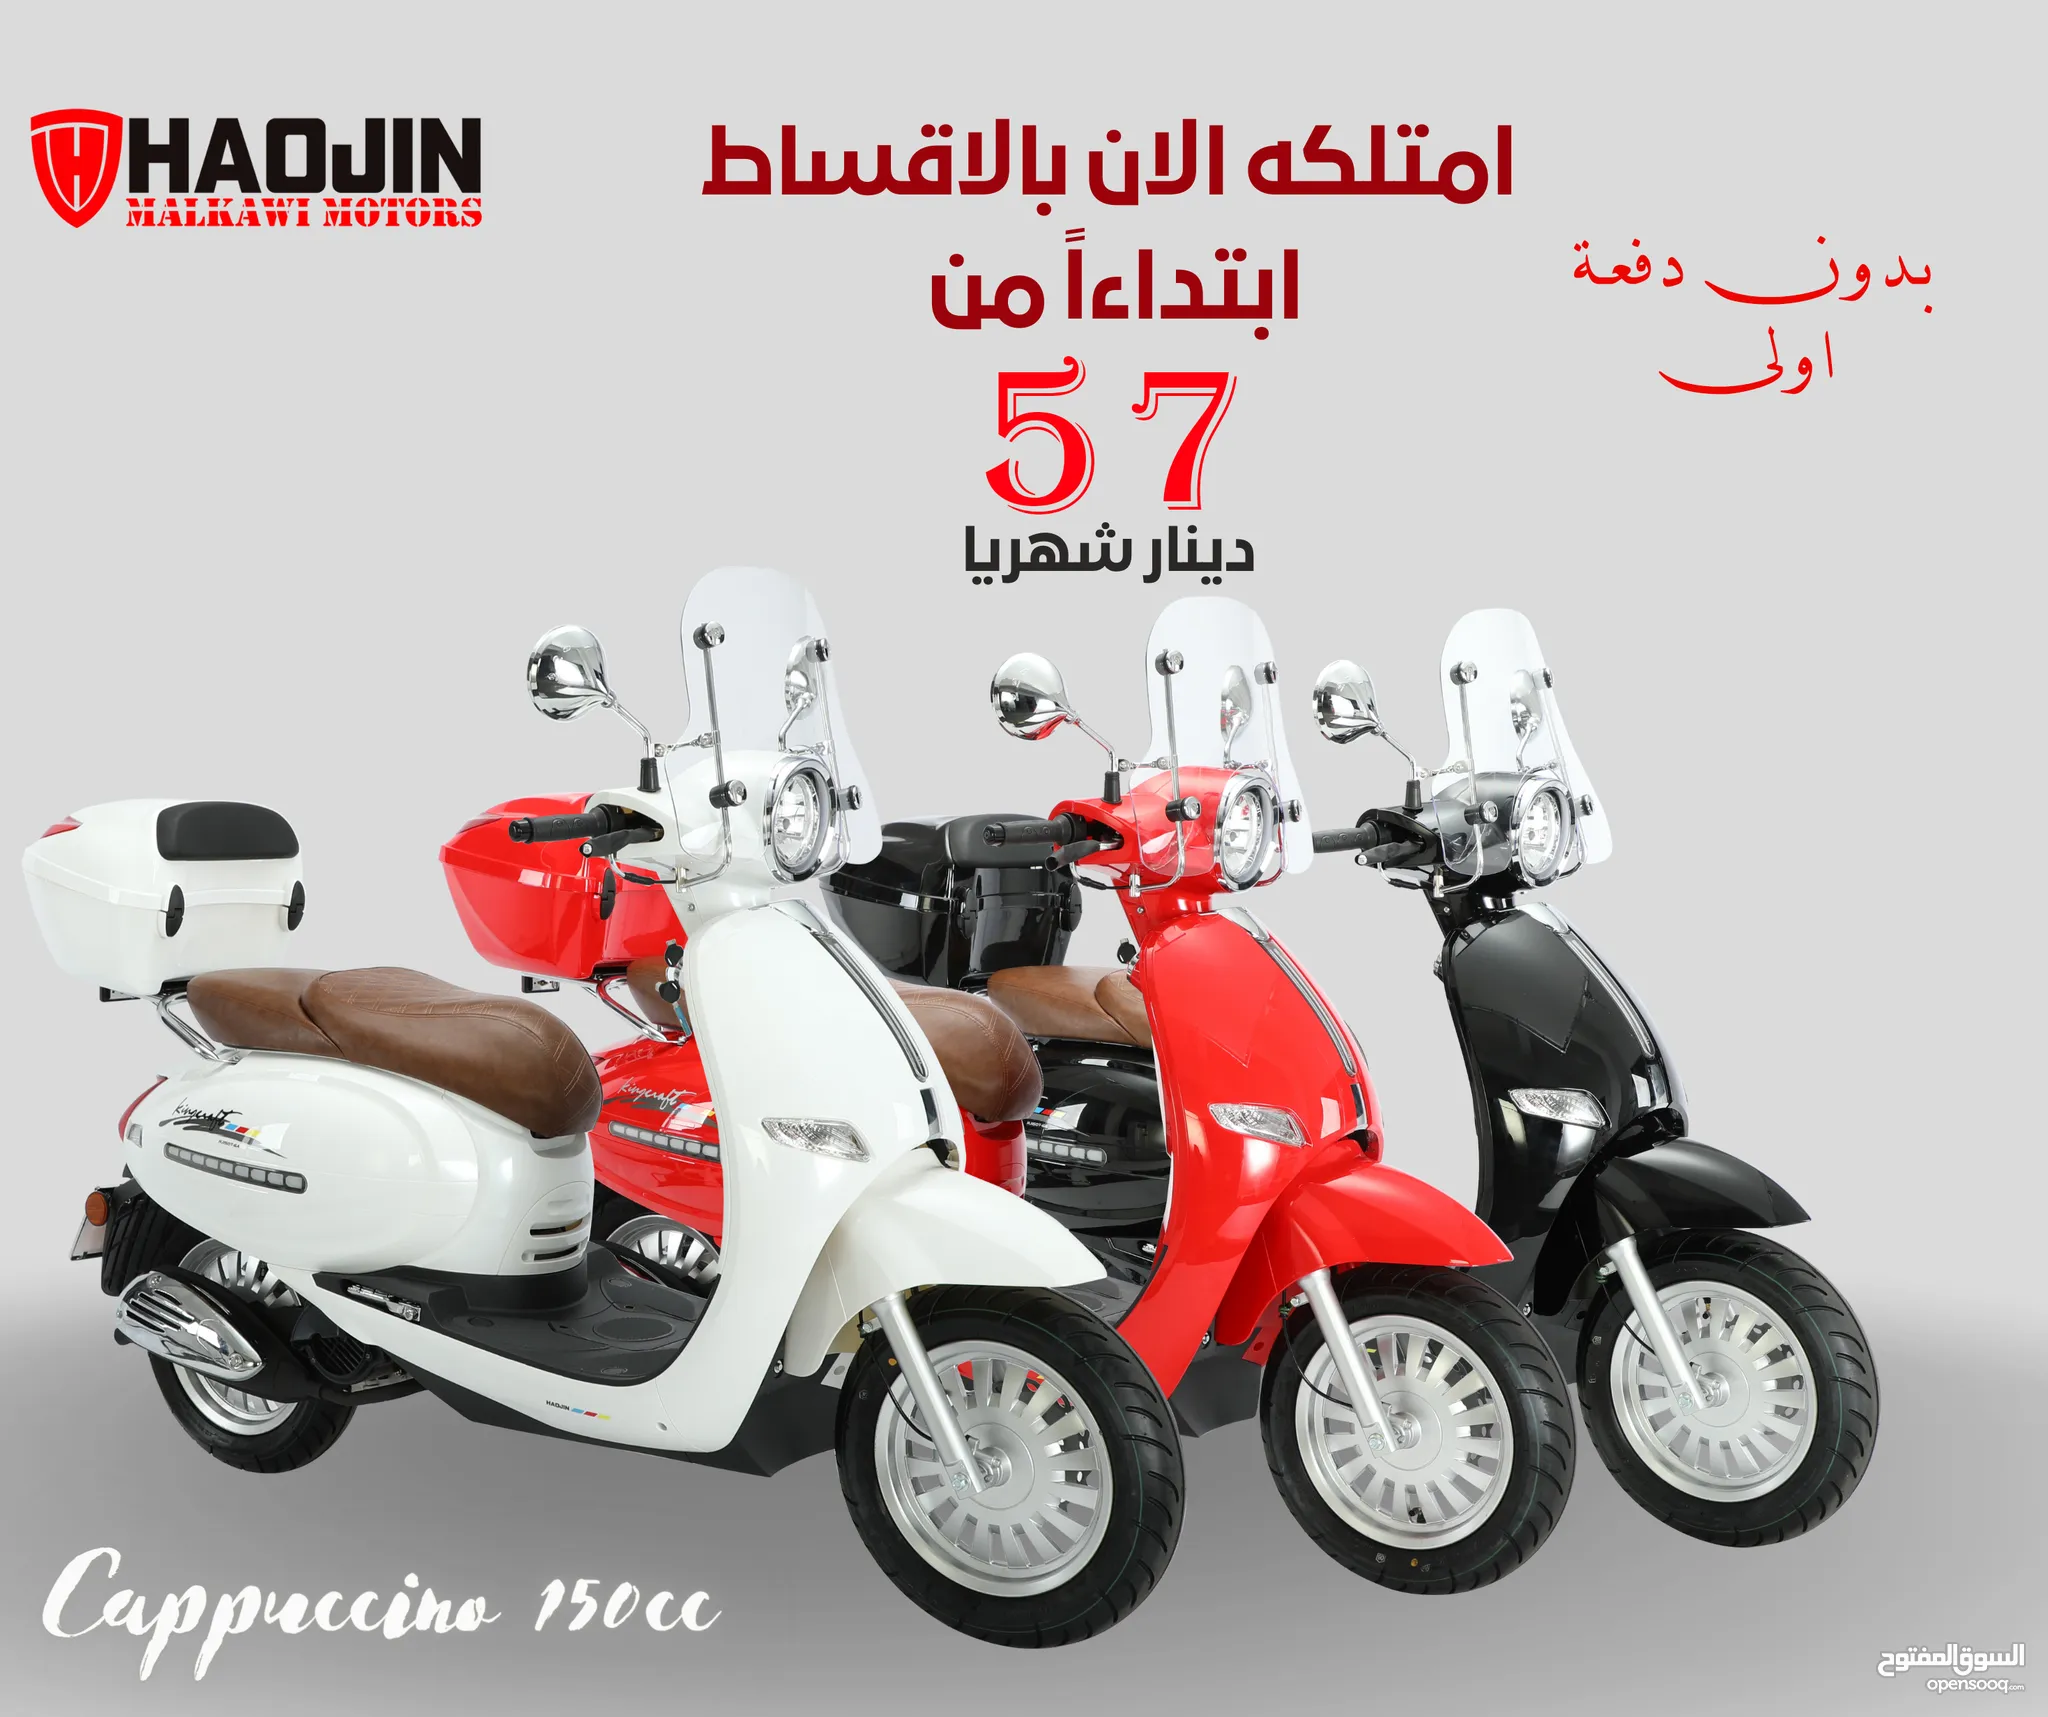 HAOJIN
MALKAWI MOTORS
امتلكه الان بالاقساط
ابتداءاً من
57
دينار شهريا
بدون دفعة
اولى
kingcraft
kingcraft
HAOJIN
Cappuccino 150cc
السوق المفتوح
opensooq.com